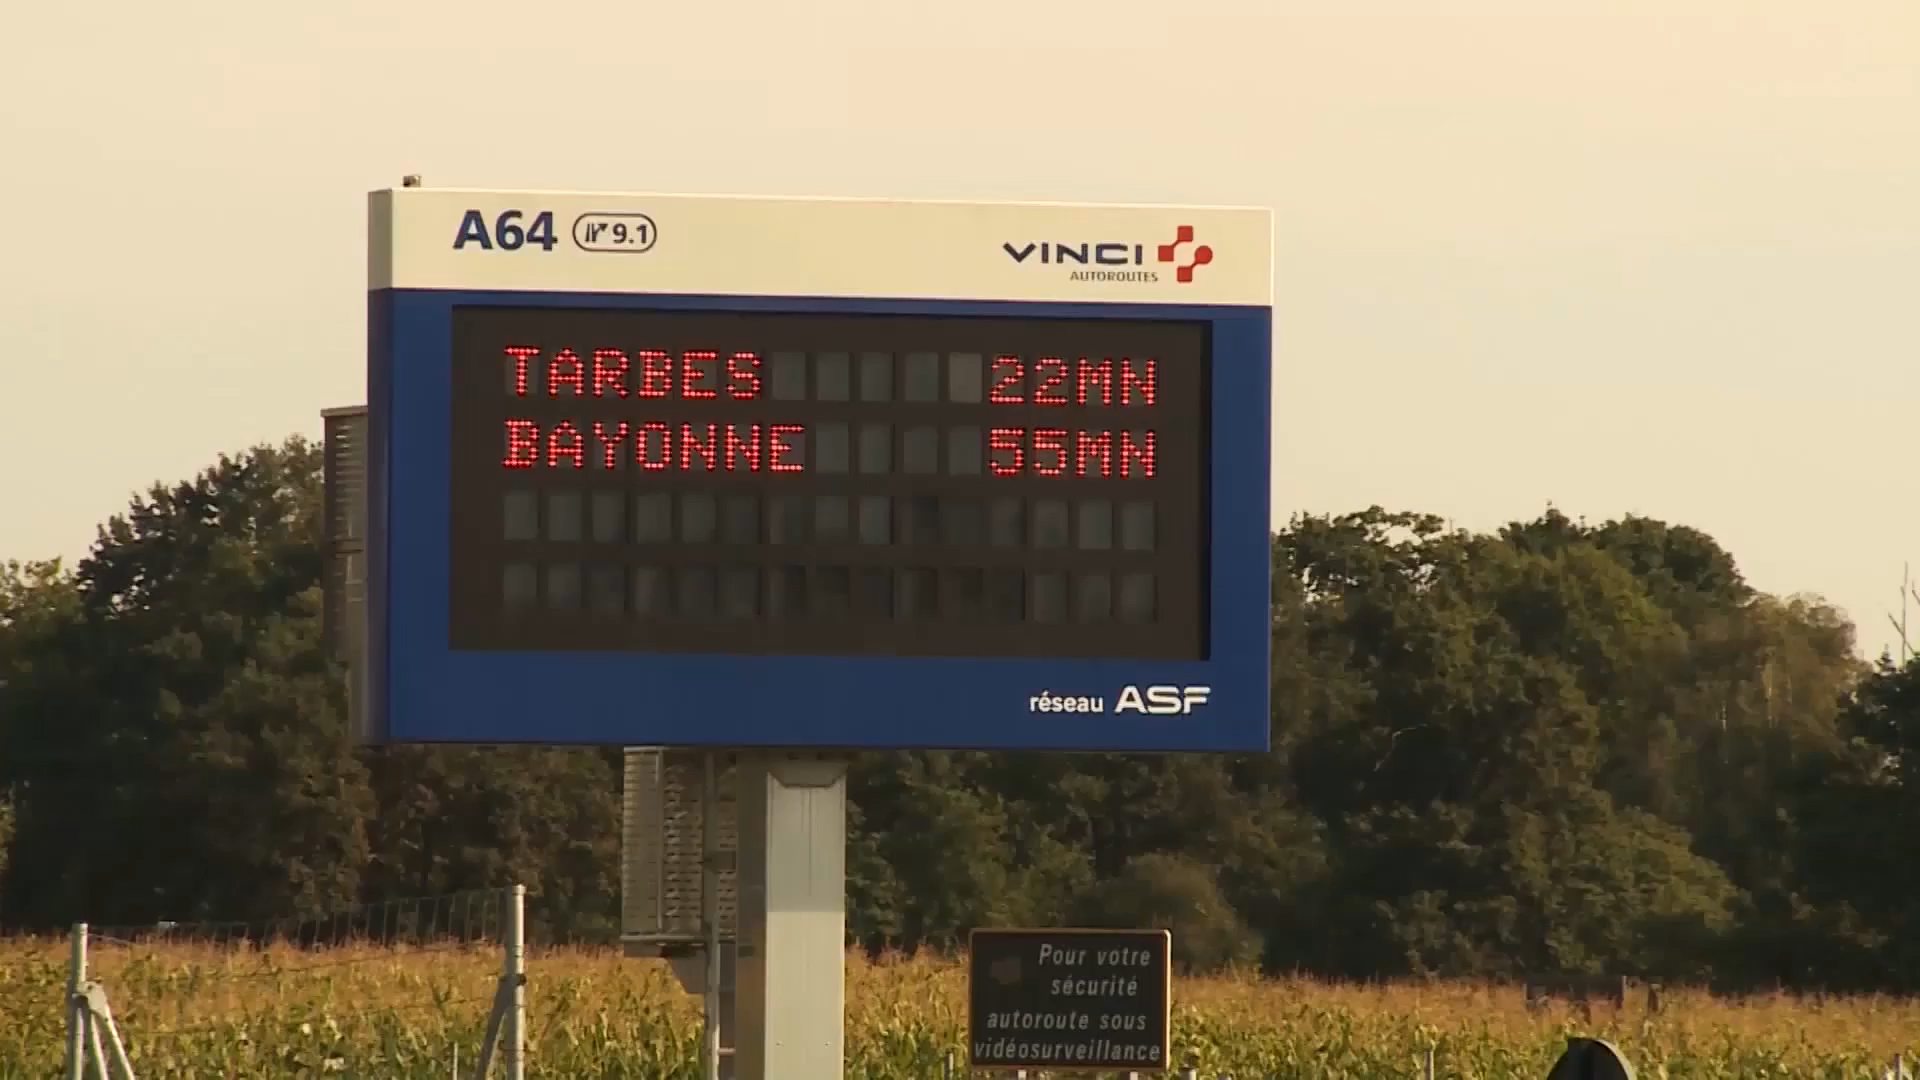 A64 9.1
VINCI
AUTOROUTES
TARBES 22MN
BAYONNE 55MN
réseau ASF
Pour votre
sécurité
autoroute sous
vidéosurveillance